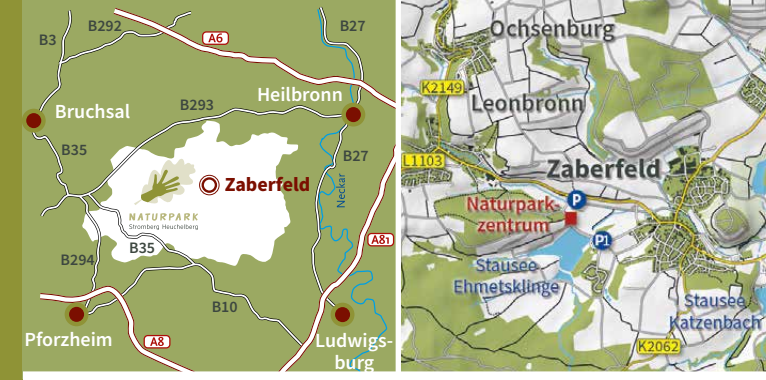 B292
B27
B3
A6
Heilbronn
B293
Bruchsal
B35
B27
Zaberfeld
Neckar
NATURPARK
Stromberg Heuchelberg
A81
B35
B294
B10
Pforzheim
A8
Ludwigs-
burg
Ochsenburg
K2149
Leonbronn
L1103
Zaberfeld
P
Naturpark-
zentrum
P1
Stausee
Ehmetsklinge
Stausee
Katzenbach
K2062